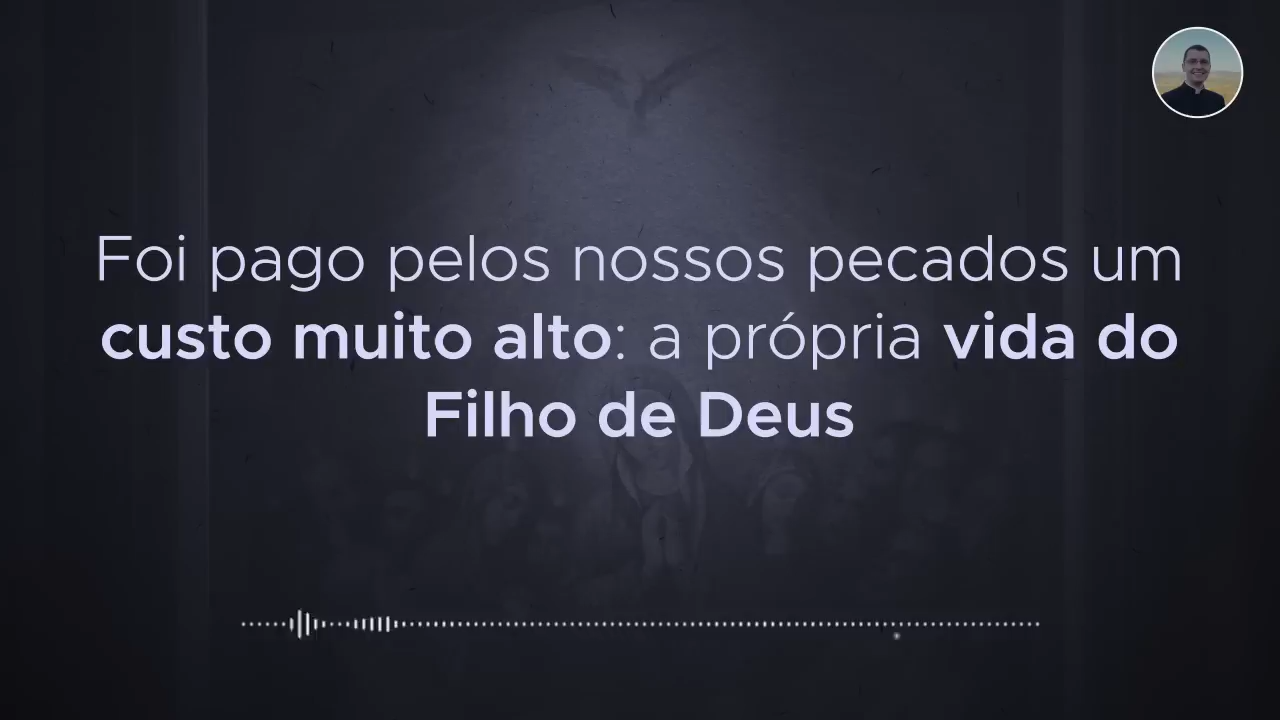 Foi pago pelos nossos pecados um
custo muito alto: a própria vida do
Filho de Deus